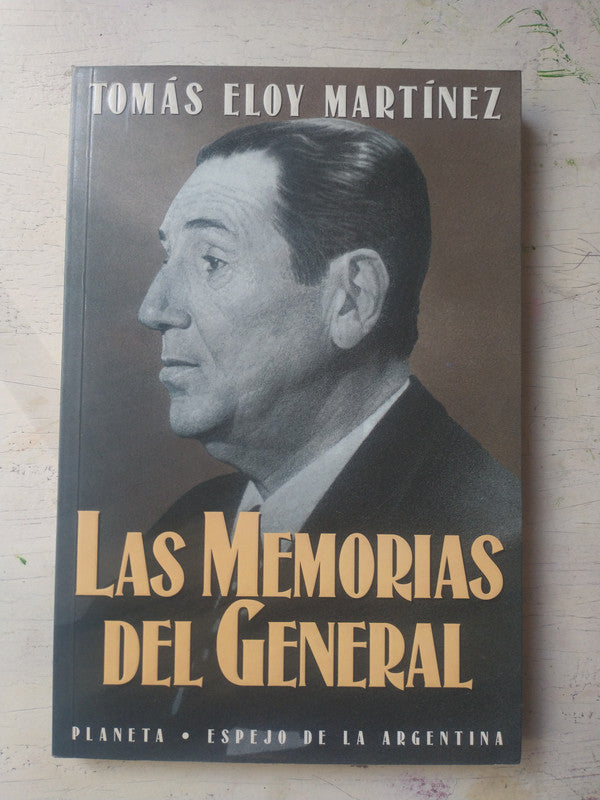 TOMÁS ELOY MARTÍNEZ
LAS MEMORIAS
DEL GENERAL
PLANETA • ESPEJO DE LA ARGENTINA